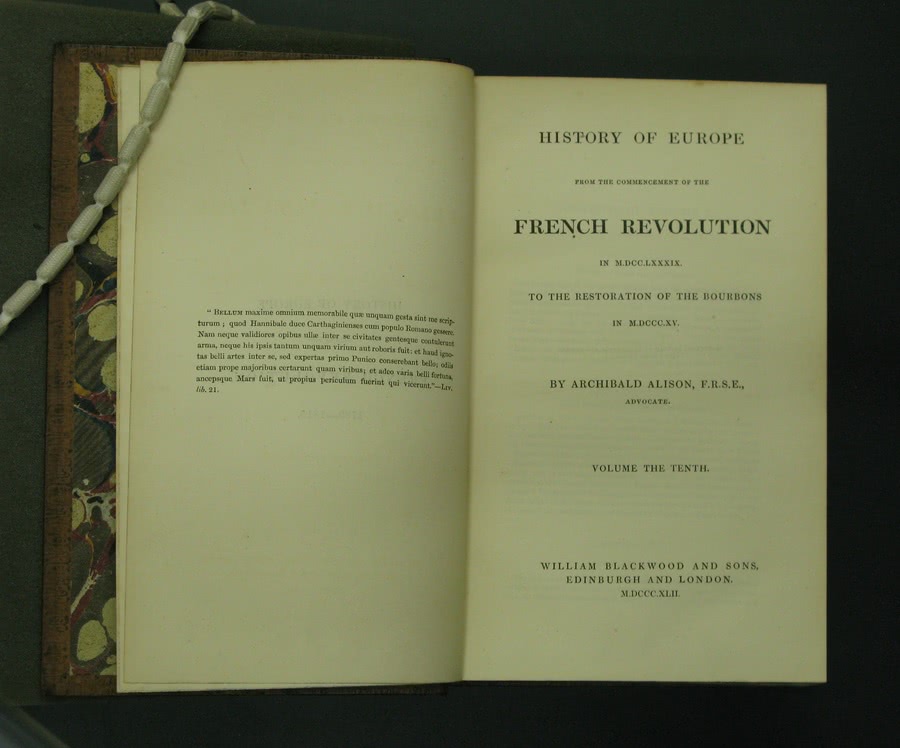 “ BELLUM maxime omnium memorabile quæ unquam gesta sint me scrip-
turum ; quod Hannibale duce Carthaginienses cum populo Romano gessere.
Nam neque validiores opibus ullæ inter se civitates gentesque contulerunt
arma, neque his ipsis tantum unquam virium aut roboris fuit: et haud igno-
tas belli artes inter se, sed expertas primo Punico conserebant bello; odiis
etiam prope majoribus certarunt quam viribus; et adeo varia belli fortuna,
ancepsque Mars fuit, ut propius periculum fuerint qui vicerunt.”—LIV.
lib. 21.
HISTORY OF EUROPE
FROM THE COMMENCEMENT OF THE
FRENCH REVOLUTION
IN M.DCC.LXXXIX.
TO THE RESTORATION OF THE BOURBONS
IN M.DCCC.XV.
BY ARCHIBALD ALISON, F.R.S.E.,
ADVOCATE.
VOLUME THE TENTH.
WILLIAM BLACKWOOD AND SONS,
EDINBURGH AND LONDON.
M.DCCC.XLII.